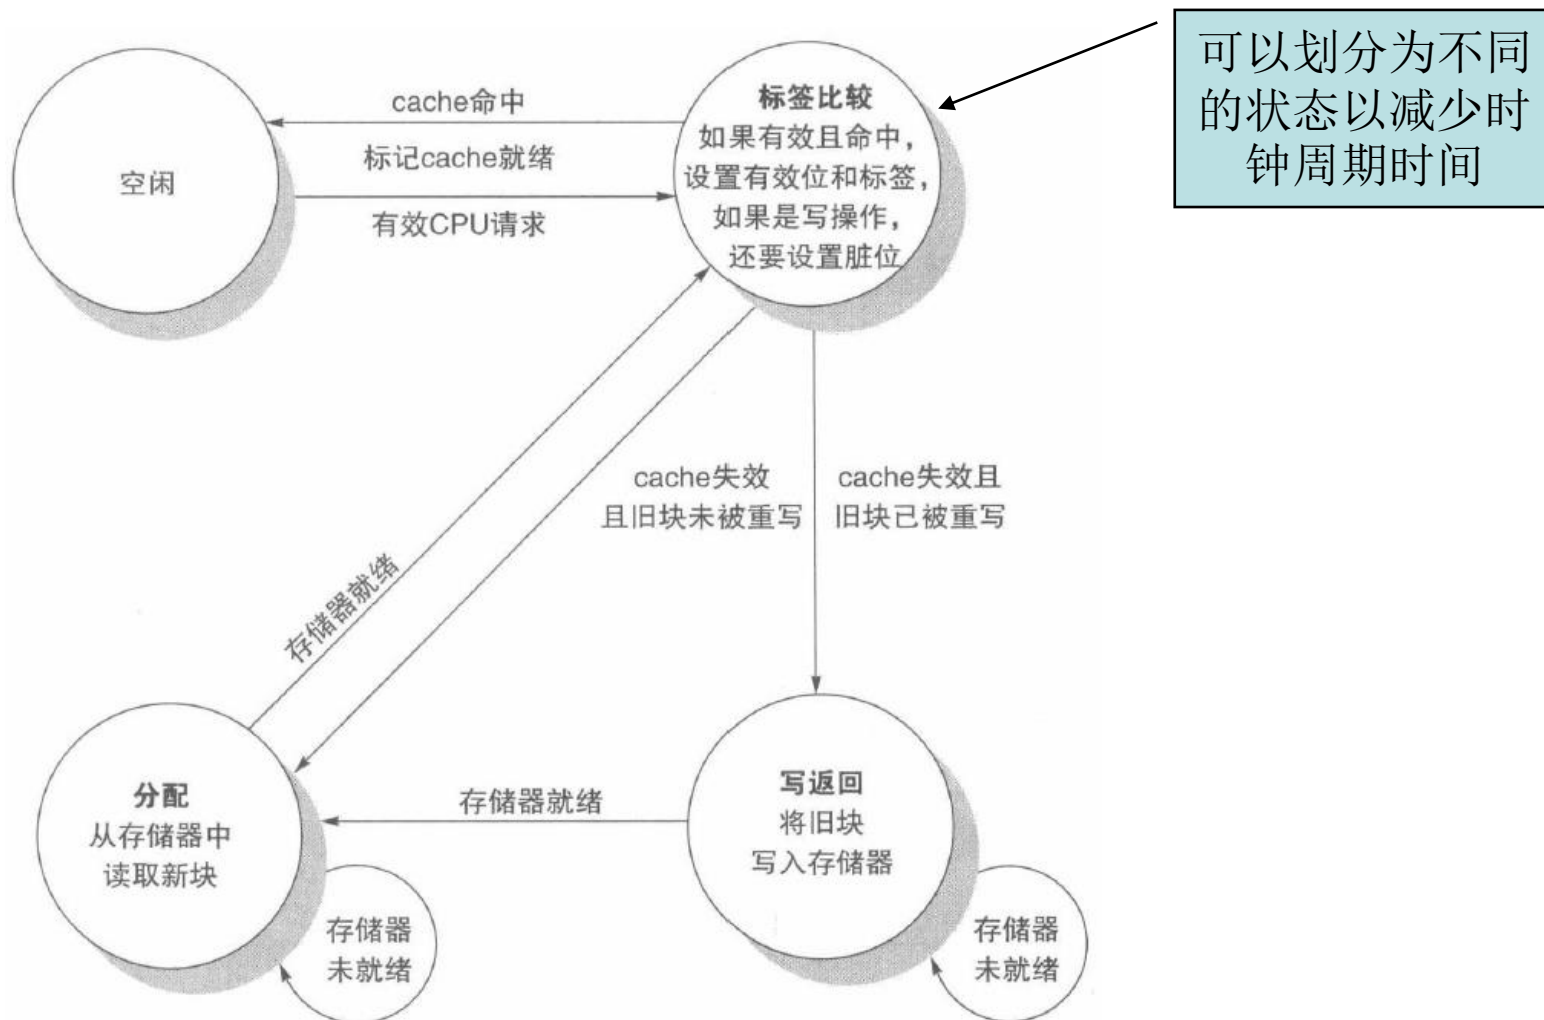 cache命中
标记cache就绪
空闲
有效CPU请求
标签比较
如果有效且命中，
设置有效位和标签，
如果是写操作，
还要设置脏位
可以划分为不同
的状态以减少时
钟周期时间
cache失效
且旧块未被重写
cache失效且
旧块已被重写
存储器就绪
分配
从存储器中
读取新块
存储器
未就绪
存储器就绪
写返回
将旧块
写入存储器
存储器
未就绪